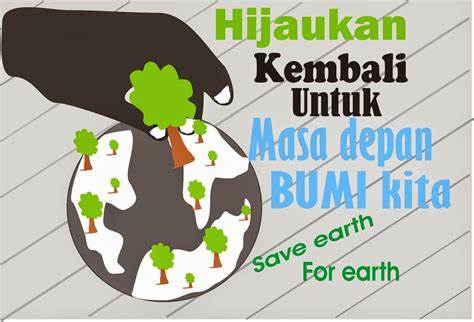 Hijaukan
Kembali
Untuk
Masa depan
BUMI kita
Save earth
For earth